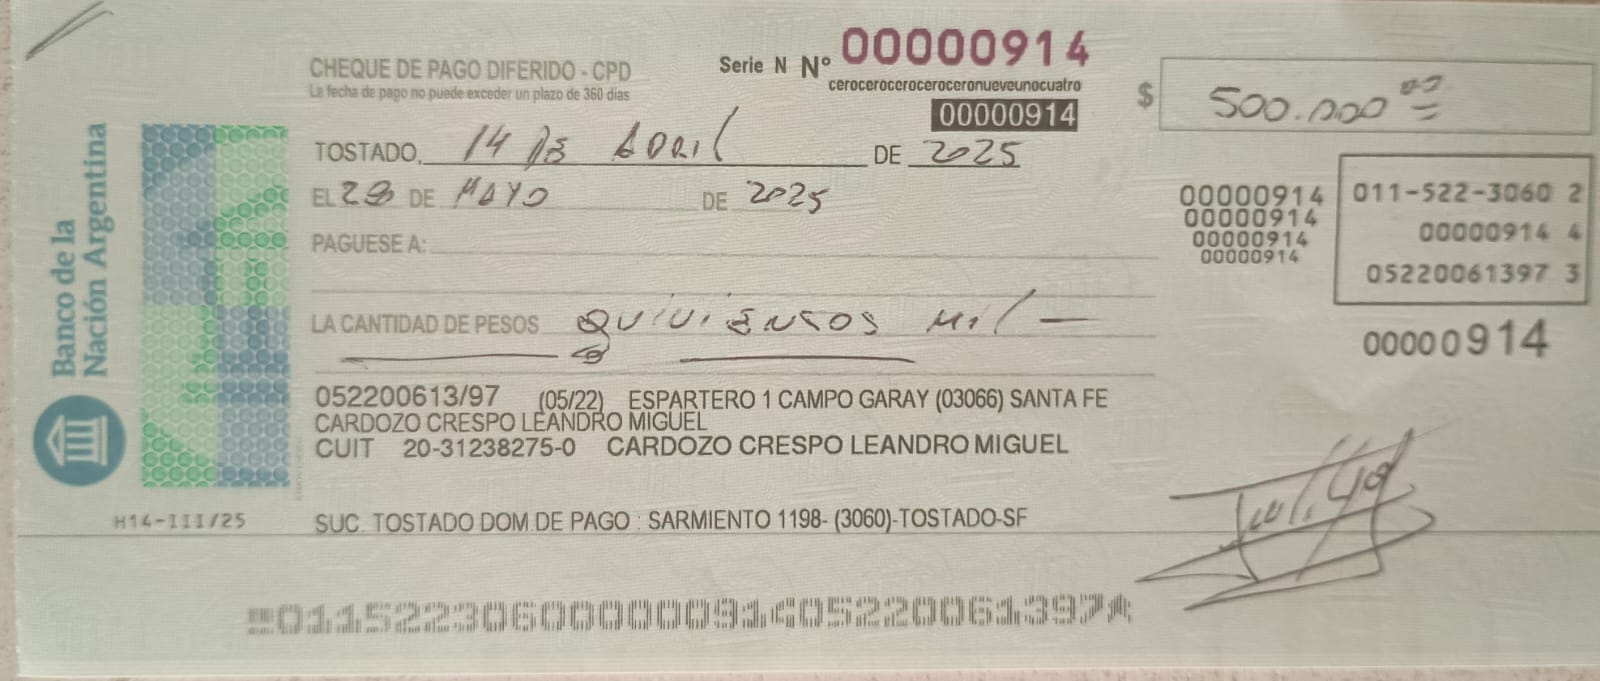 CHEQUE DE PAGO DIFERIDO - CPD
La fecha de pago no puede exceder un plazo de 360 días
Serie N Nº 00000914
ceroceroceroceroceronueveunocuatro
00000914
$ 500.000 00
TOSTADO, 14 DE ABRIL DE 2025
EL 28 DE MAYO DE 2025
PAGUESE A:
00000914
00000914
00000914
00000914
011-522-3060 2
00000914 4
05220061397 3
00000914
LA CANTIDAD DE PESOS QUINIENTOS MIL
052200613/97 (05/22) ESPARTERO 1 CAMPO GARAY (03066) SANTA FE
CARDOZO CRESPO LEANDRO MIGUEL
CUIT 20-31238275-0 CARDOZO CRESPO LEANDRO MIGUEL
SUC. TOSTADO DOM.DE PAGO : SARMIENTO 1198- (3060)-TOSTADO-SF
Banco de la
Nación Argentina
H14-III/25
01152230600000091405220061397